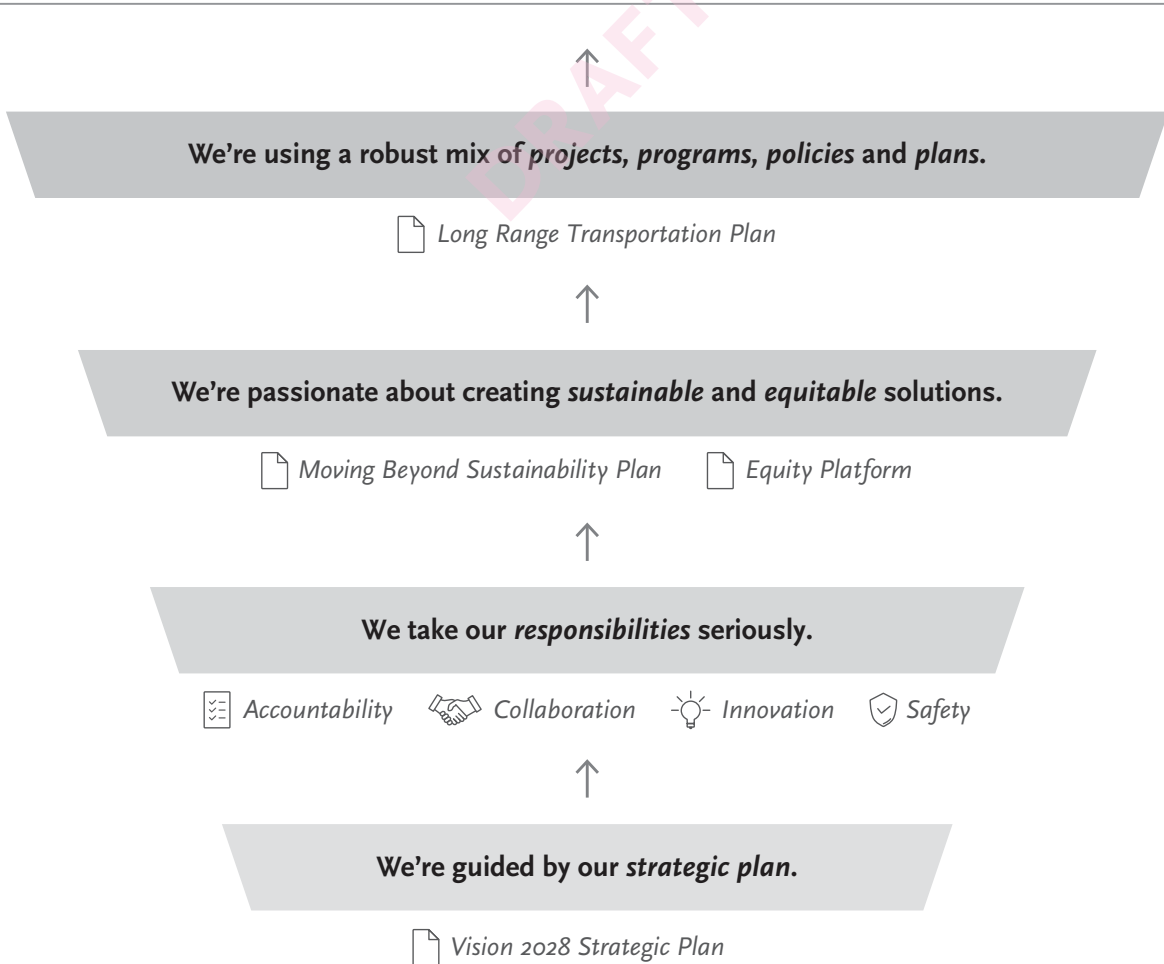 DRAFT
We're using a robust mix of projects, programs, policies and plans.
Long Range Transportation Plan
We're passionate about creating sustainable and equitable solutions.
Moving Beyond Sustainability Plan Equity Platform
We take our responsibilities seriously.
Accountability Collaboration Innovation Safety
We're guided by our strategic plan.
Vision 2028 Strategic Plan